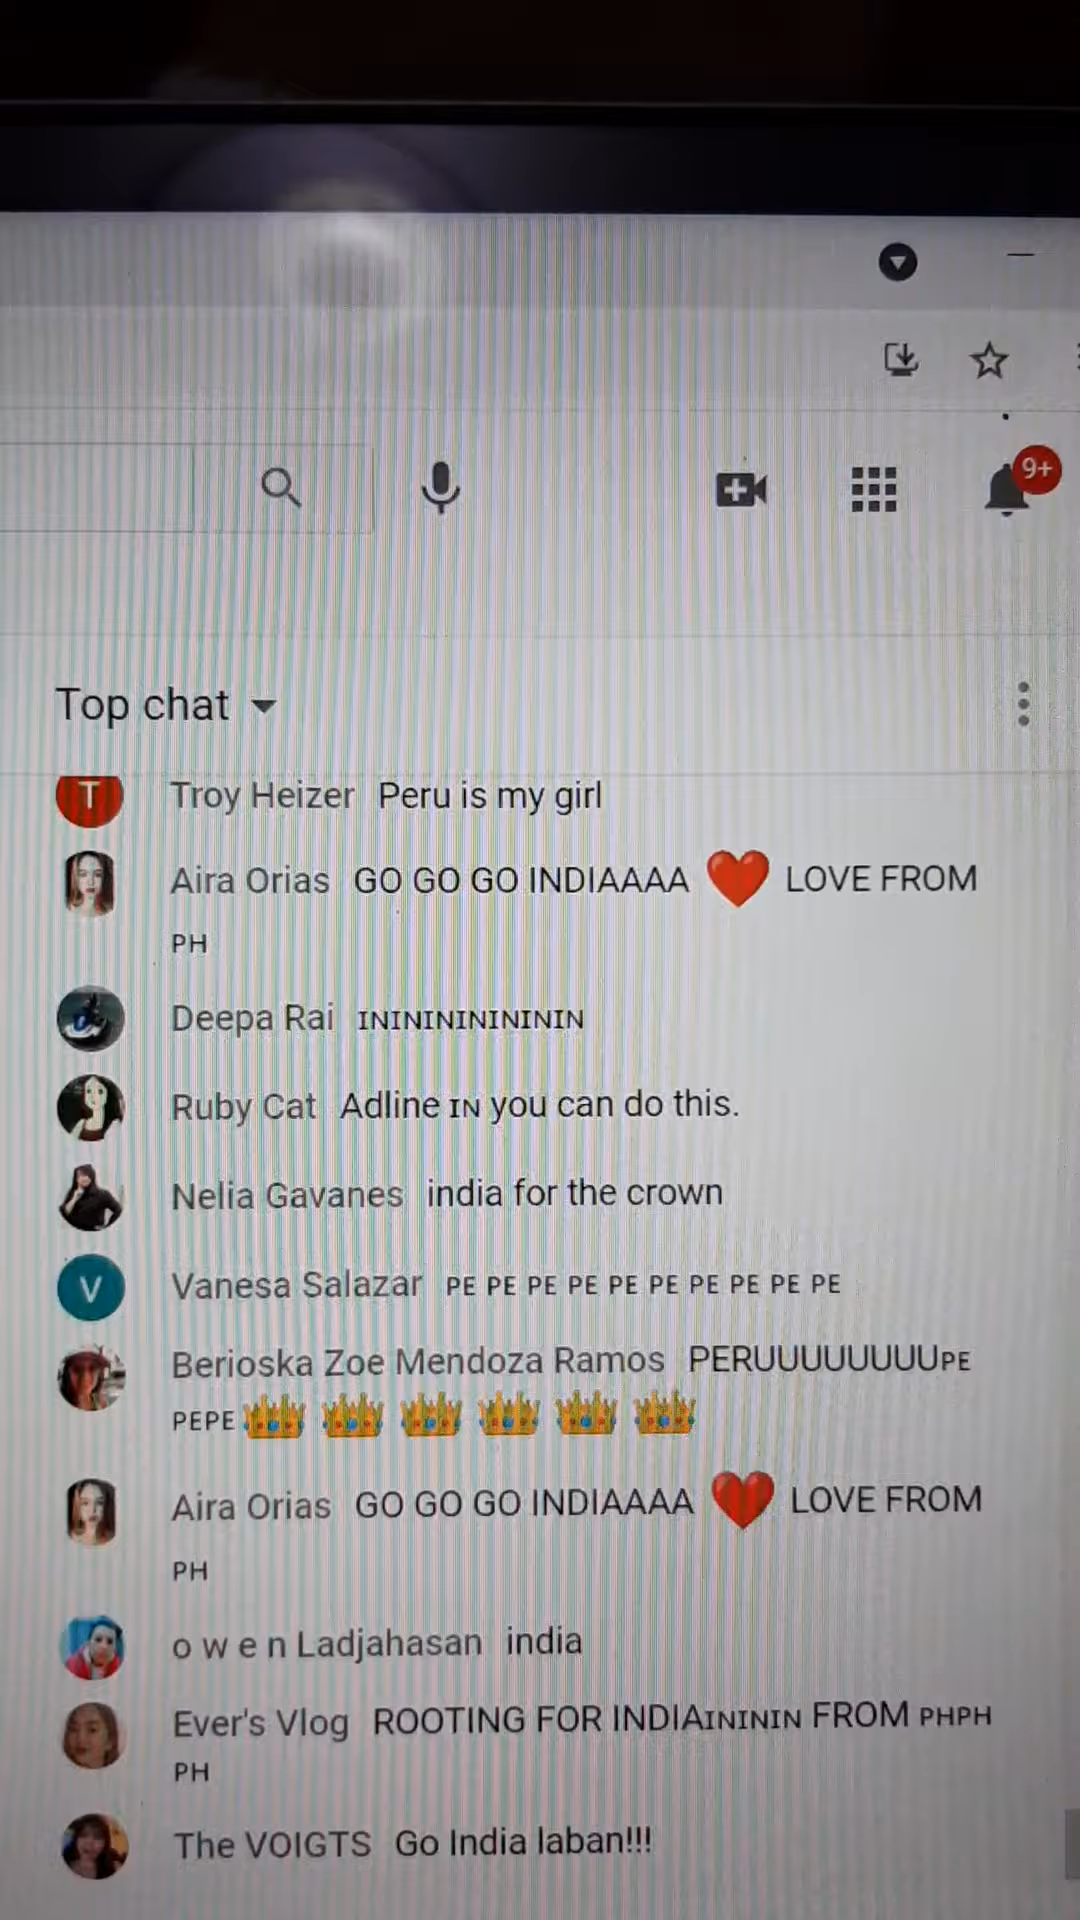 9+
Top chat
T Troy Heizer Peru is my girl
Aira Orias GO GO GO INDIAAAA ❤️ LOVE FROM
PH
Deepa Rai ININININININ
Ruby Cat Adline IN you can do this.
Nelia Gavanes india for the crown
V Vanesa Salazar PE PE PE PE PE PE PE PE PE PE
Berioska Zoe Mendoza Ramos PERUUUUUUUUPE
PEPE 👑 👑 👑 👑 👑 👑
Aira Orias GO GO GO INDIAAAA ❤️ LOVE FROM
PH
o w e n Ladjahasan india
Ever's Vlog ROOTING FOR INDIAINININ FROM PHPH
PH
The VOIGTS Go India laban!!!